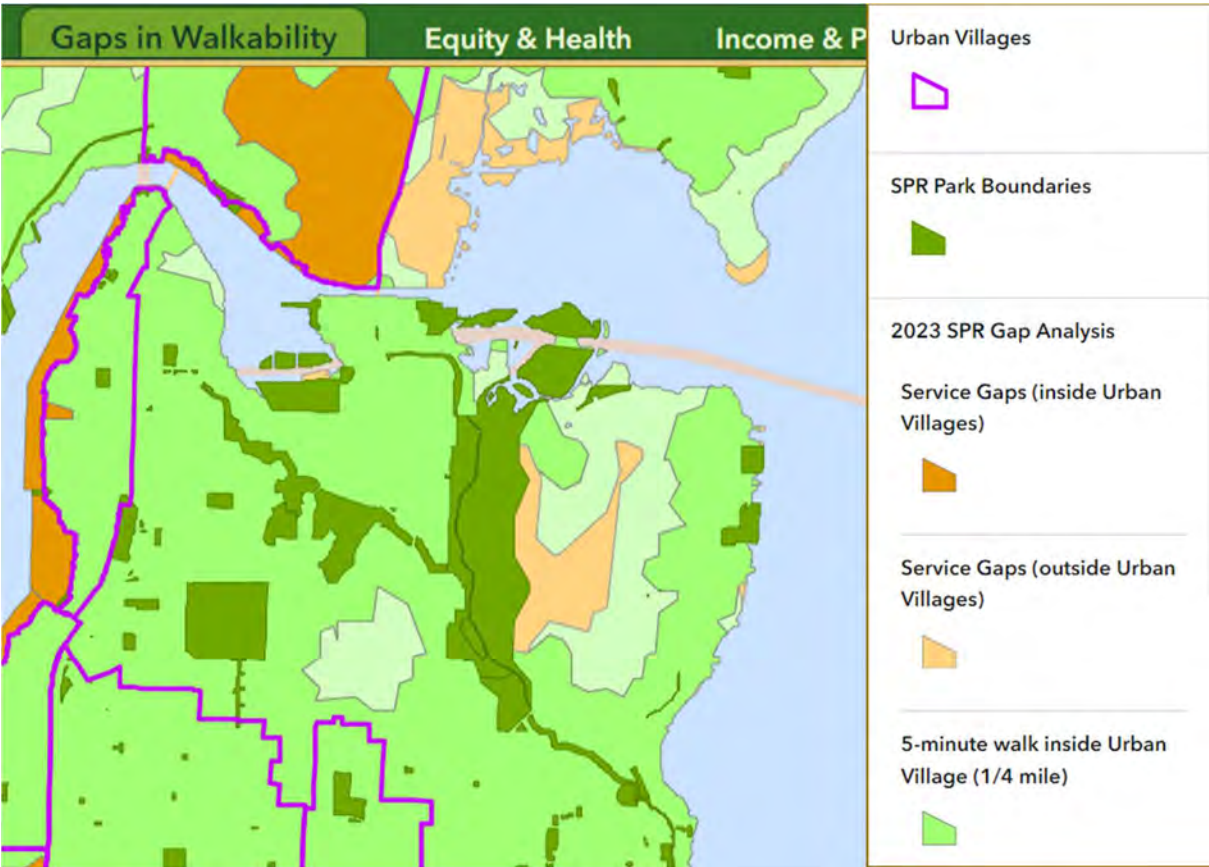 Gaps in Walkability
Equity & Health
Income & P
Urban Villages
SPR Park Boundaries
2023 SPR Gap Analysis
Service Gaps (inside Urban
Villages)
Service Gaps (outside Urban
Villages)
5-minute walk inside Urban
Village (1/4 mile)